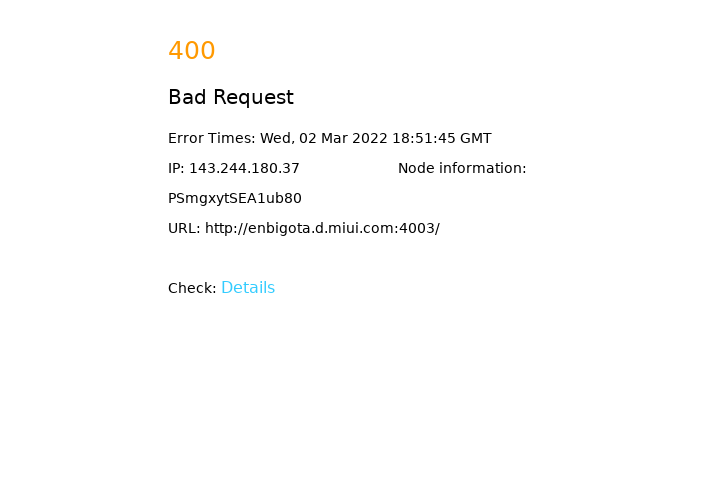 400
Bad Request
Error Times: Wed, 02 Mar 2022 18:51:45 GMT
IP: 143.244.180.37 Node information:
PSmgxytSEA1ub80
URL: http://enbigota.d.miui.com:4003/
Check: Details